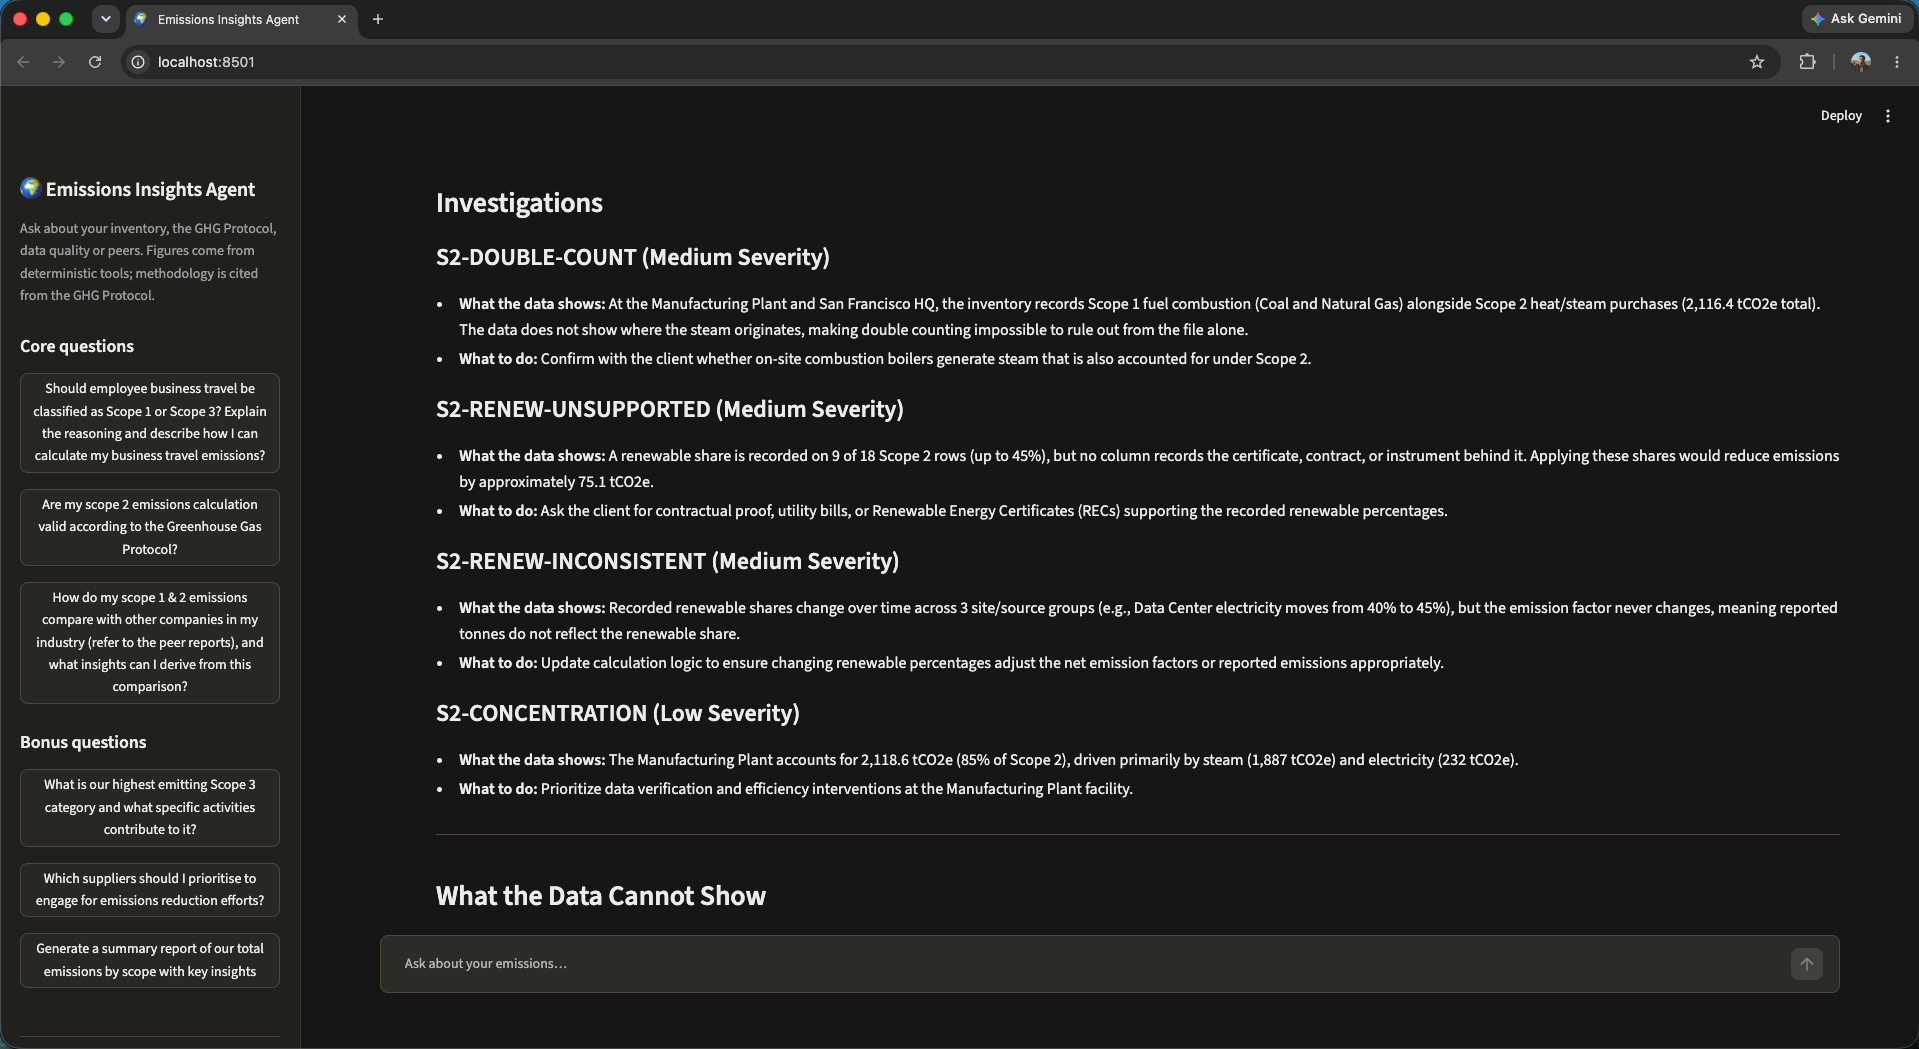 Emissions Insights Agent
Ask Gemini
localhost:8501
Deploy
Emissions Insights Agent
Ask about your inventory, the GHG Protocol,
data quality or peers. Figures come from
deterministic tools; methodology is cited
from the GHG Protocol.
Core questions
Should employee business travel be
classified as Scope 1 or Scope 3? Explain
the reasoning and describe how I can
calculate my business travel emissions?
Are my scope 2 emissions calculation
valid according to the Greenhouse Gas
Protocol?
How do my scope 1 & 2 emissions
compare with other companies in my
industry (refer to the peer reports), and
what insights can I derive from this
comparison?
Bonus questions
What is our highest emitting Scope 3
category and what specific activities
contribute to it?
Which suppliers should I prioritise to
engage for emissions reduction efforts?
Generate a summary report of our total
emissions by scope with key insights
Investigations
S2-DOUBLE-COUNT (Medium Severity)
• What the data shows: At the Manufacturing Plant and San Francisco HQ, the inventory records Scope 1 fuel combustion (Coal and Natural Gas) alongside Scope 2 heat/steam purchases (2,116.4 tCO2e total).
The data does not show where the steam originates, making double counting impossible to rule out from the file alone.
• What to do: Confirm with the client whether on-site combustion boilers generate steam that is also accounted for under Scope 2.
S2-RENEW-UNSUPPORTED (Medium Severity)
• What the data shows: A renewable share is recorded on 9 of 18 Scope 2 rows (up to 45%), but no column records the certificate, contract, or instrument behind it. Applying these shares would reduce emissions
by approximately 75.1 tCO2e.
• What to do: Ask the client for contractual proof, utility bills, or Renewable Energy Certificates (RECs) supporting the recorded renewable percentages.
S2-RENEW-INCONSISTENT (Medium Severity)
• What the data shows: Recorded renewable shares change over time across 3 site/source groups (e.g., Data Center electricity moves from 40% to 45%), but the emission factor never changes, meaning reported
tonnes do not reflect the renewable share.
• What to do: Update calculation logic to ensure changing renewable percentages adjust the net emission factors or reported emissions appropriately.
S2-CONCENTRATION (Low Severity)
• What the data shows: The Manufacturing Plant accounts for 2,118.6 tCO2e (85% of Scope 2), driven primarily by steam (1,887 tCO2e) and electricity (232 tCO2e).
• What to do: Prioritize data verification and efficiency interventions at the Manufacturing Plant facility.
What the Data Cannot Show
Ask about your emissions…